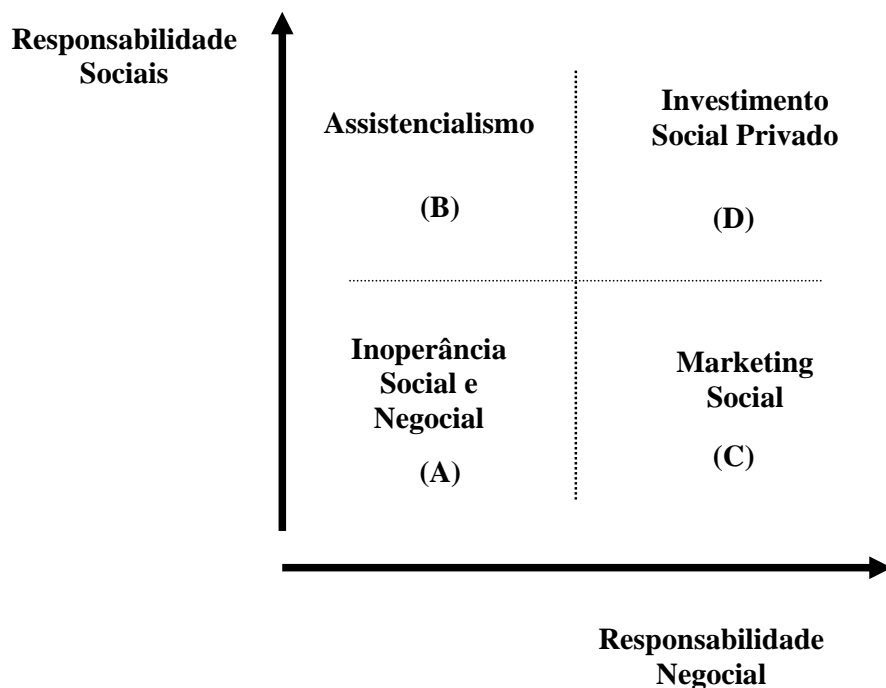 Responsabilidade
Sociais
Assistencialismo
(B)
Investimento
Social Privado
(D)
Inoperância
Social e
Negocial
(A)
Marketing
Social
(C)
Responsabilidade
Negocial